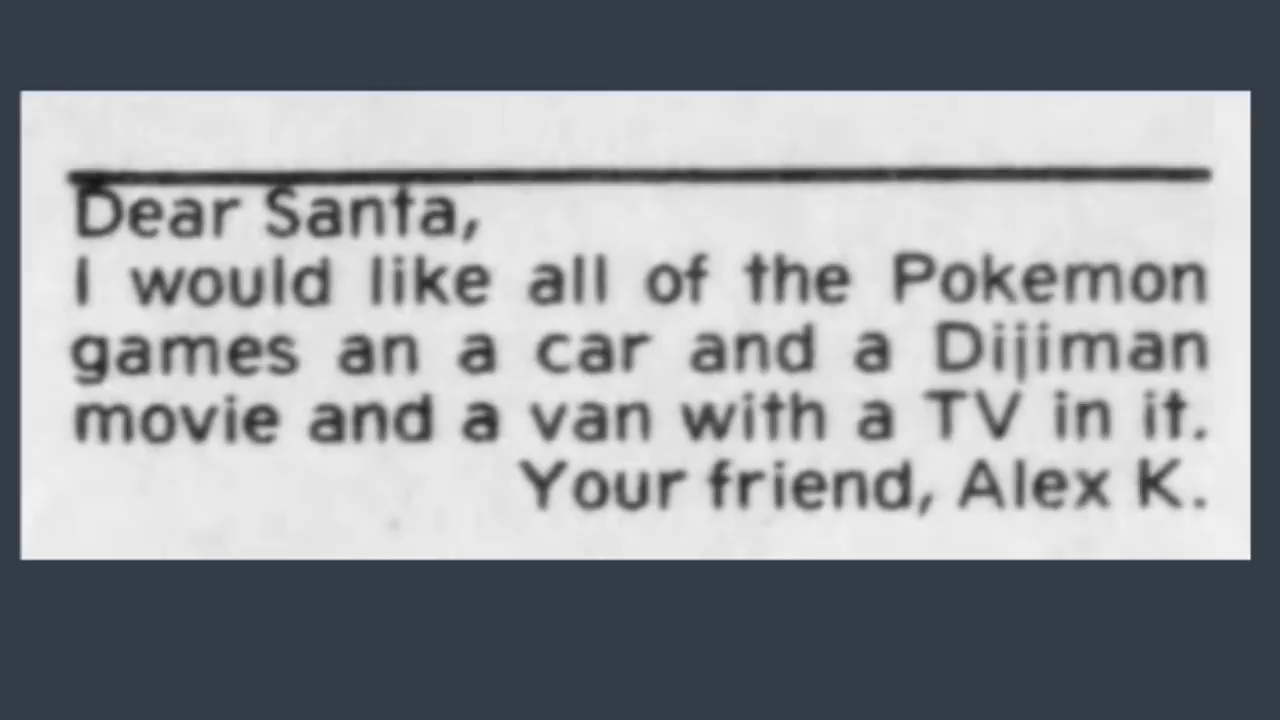 Dear Santa,
I would like all of the Pokemon
games an a car and a Dijiman
movie and a van with a TV in it.
Your friend, Alex K.